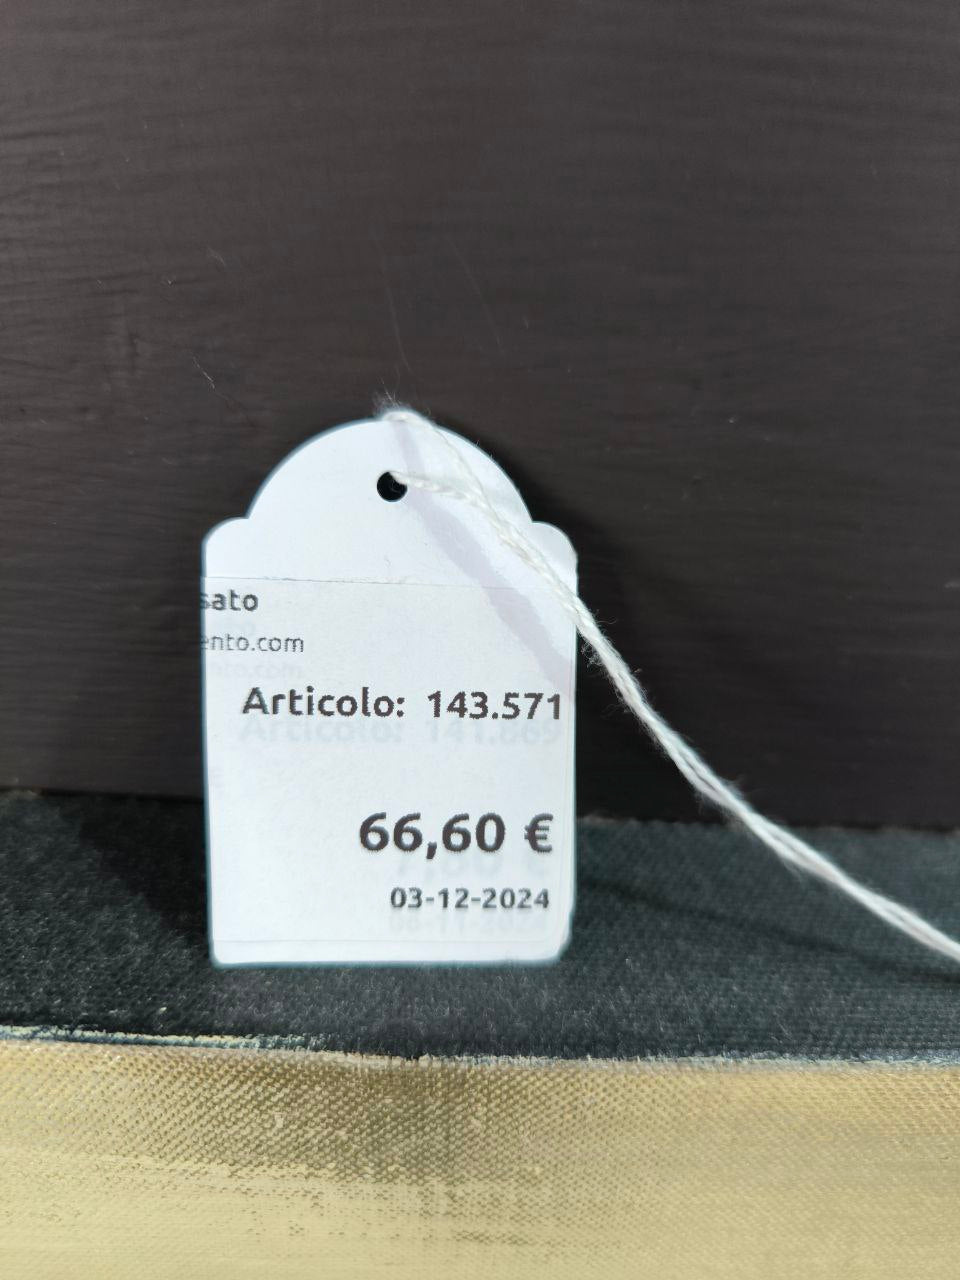 sato
ento.com
Articolo: 143.571
66,60 €
03-12-2024